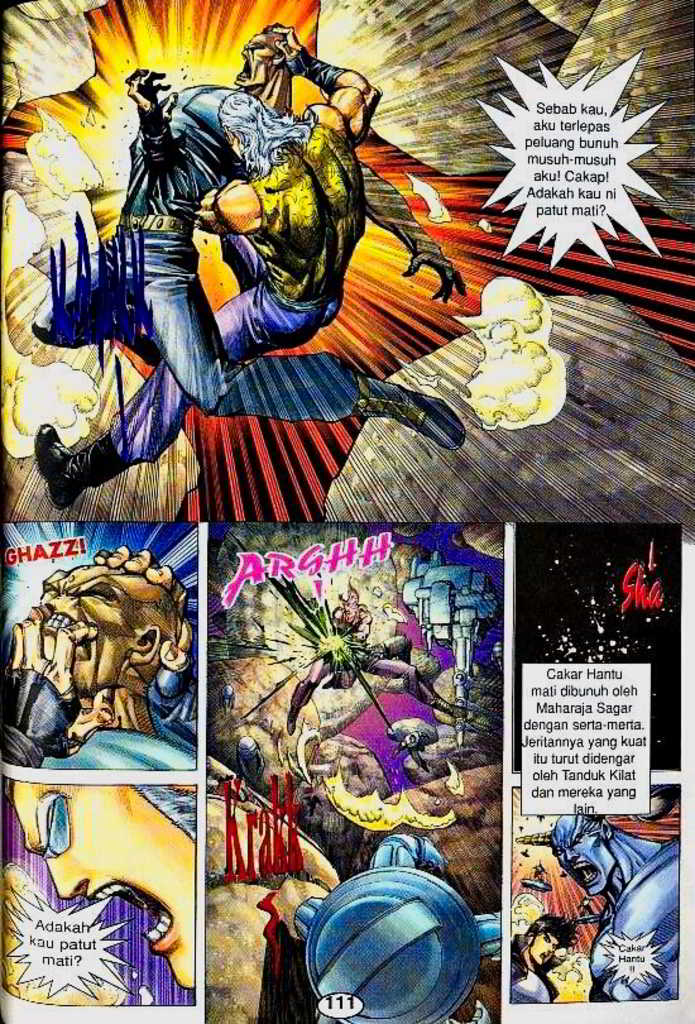 Sebab kau,
aku terlepas
peluang bunuh
musuh-musuh
aku! Cakap!
Adakah kau ni
patut mati?
GHAZZ!
Adakah
kau patut
mati?
ARGHH
!
Krakk
!
Sha
Cakar Hantu
mati dibunuh oleh
Maharaja Sagar
dengan serta-merta.
Jeritannya yang kuat
itu turut didengar
oleh Tanduk Kilat
dan mereka yang
lain.
Cakar
Hantu
!!
111